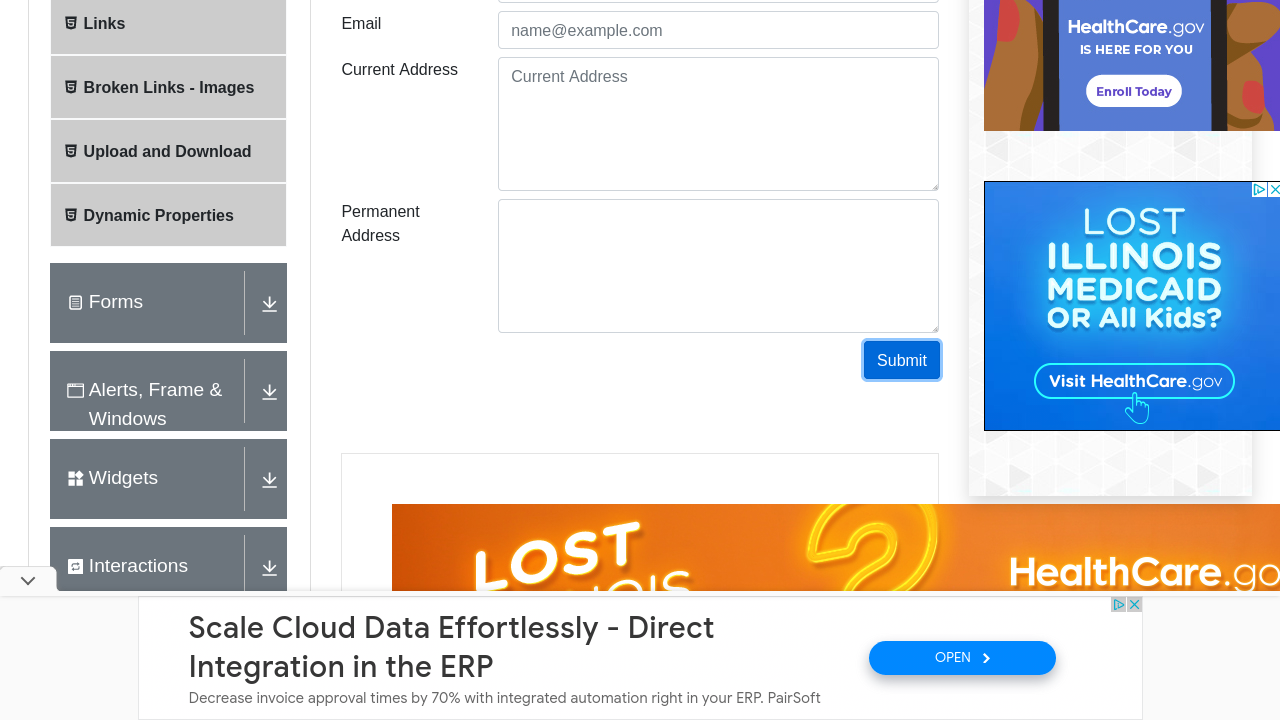 Links
Broken Links - Images
Upload and Download
Dynamic Properties
Forms
Alerts, Frame &
Windows
Widgets
Interactions
Email
name@example.com
Current Address
Current Address
Permanent
Address
Submit
HealthCare.gov
IS HERE FOR YOU
Enroll Today
LOST
ILLINOIS
MEDICAID
OR All Kids?
Visit HealthCare.gov
LOST
ILLINOIS
HealthCare.go
Scale Cloud Data Effortlessly - Direct
Integration in the ERP
Decrease invoice approval times by 70% with integrated automation right in your ERP. PairSoft
OPEN